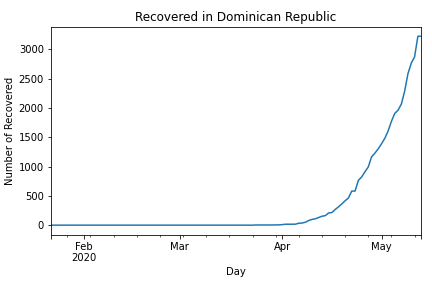 Recovered in Dominican Republic
Number of Recovered
3000
2500
2000
1500
1000
500
0
Feb Mar Apr May
2020
Day